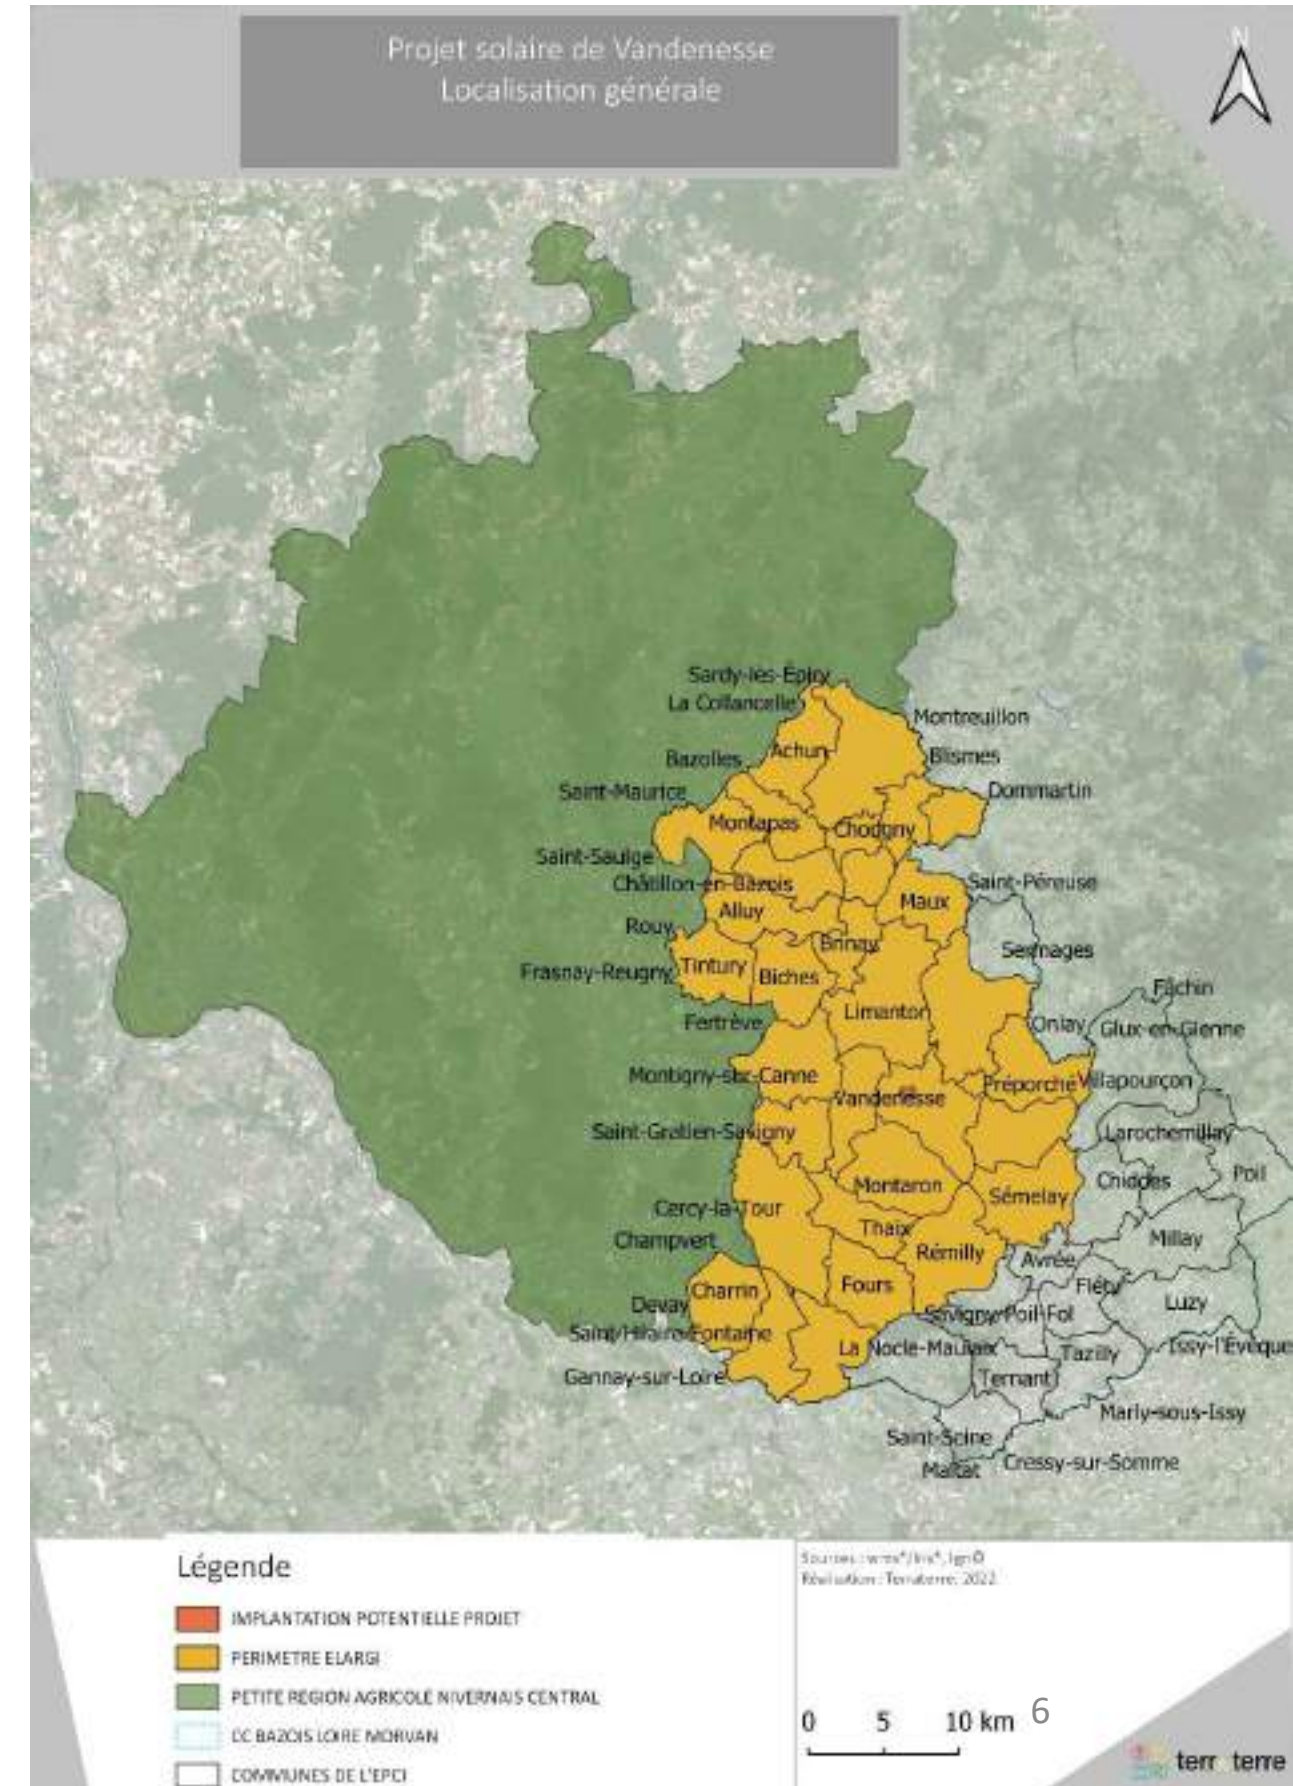 Projet solaire de Vandenesse
Localisation générale
N
Sardy-lès-Épiry
La Collancelle
Montreuillon
Achun
Blismes
Bazolles
Dommartin
Saint-Maurice
Montapas
Chougny
Saint-Saulge
Châtillon-en-Bazois
Saint-Péreuse
Maux
Alluy
Rouy
Brinay
Sermages
Tintury
Frasnay-Reugny
Biches
Fâchin
Limanton
Fertrève
Onlay
Glux-en-Glenne
Montigny-sur-Canne
Préporché
Villapourçon
Vandenesse
Saint-Gratien-Savigny
Larochemillay
Poil
Chiddes
Montaron
Sémelay
Cercy-la-Tour
Thaix
Champvert
Millay
Rémilly
Avrée
Fléty
Charrin
Fours
Devay
Luzy
Savigny-Poil-Fol
Saint-Hilaire-Fontaine
La Nocle-Maulaix
Issy-l'Évêque
Tazilly
Gannay-sur-Loire
Ternant
Marly-sous-Issy
Saint-Seine
Cressy-sur-Somme
Maltat
Légende
IMPLANTATION POTENTIELLE PROJET
PERIMETRE ELARGI
PETITE REGION AGRICOLE NIVERNAIS CENTRAL
CC BAZOIS LOIRE MORVAN
COMMUNES DE L'EPCI
Réalisation : Terraterre, 2022
0 5 10 km
6
terraterre